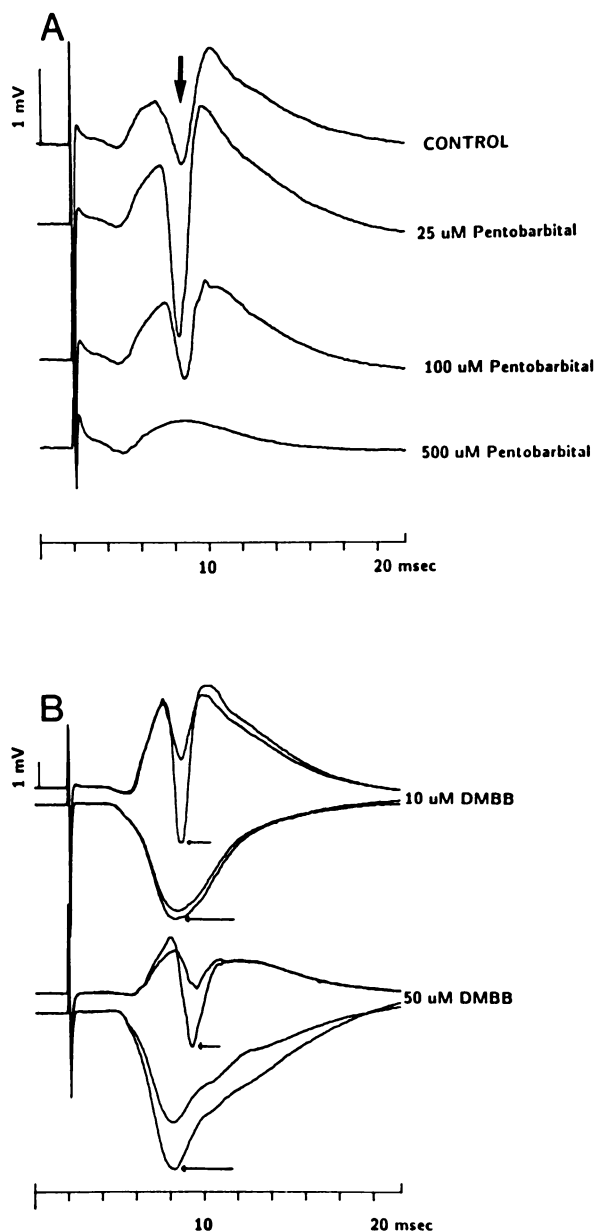 A
1 mV
CONTROL
25 uM Pentobarbital
100 uM Pentobarbital
500 uM Pentobarbital
10
20 msec
B
1 mV
10 uM DMBB
50 uM DMBB
10
20 msec